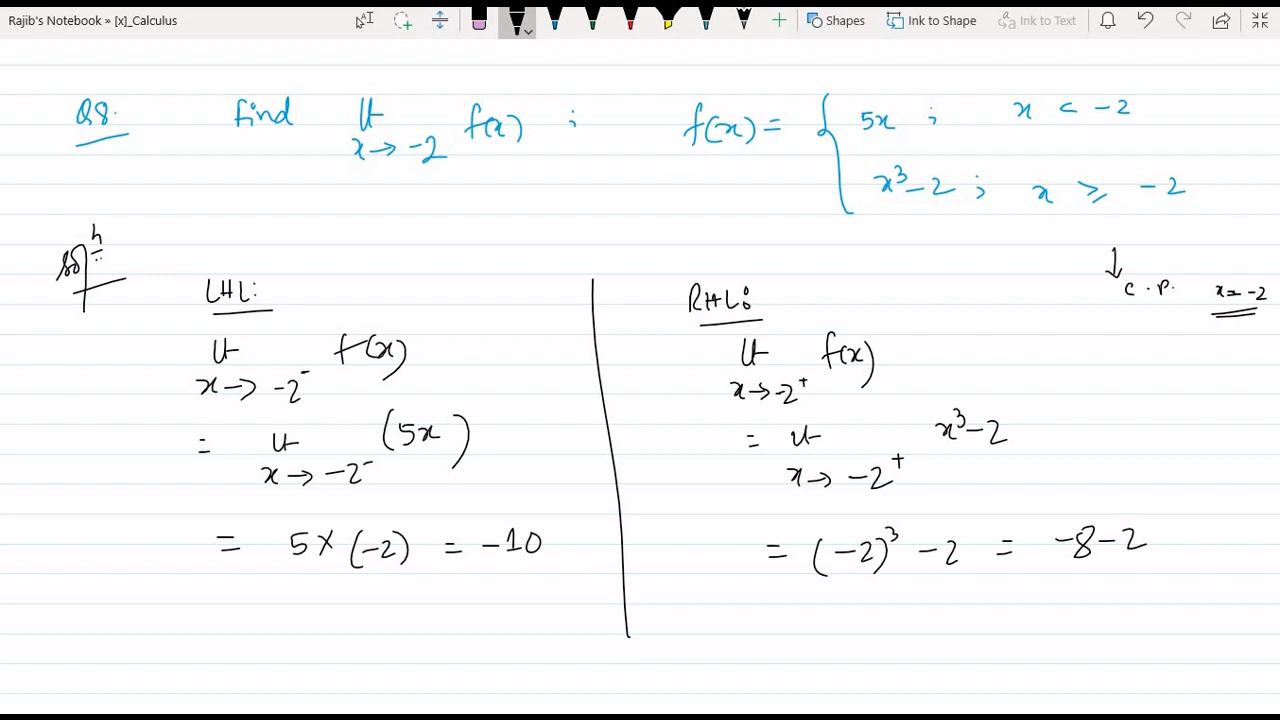 Rajib's Notebook » [x]_Calculus
Shapes Ink to Shape Ink to Text
Q8. Find lt f(x) ; f(x) = { 5x ; x < -2
x → -2
x³-2 ; x ≥ -2
Solⁿ
↓ C.P. x = -2
LHL:
lt f(x)
x → -2⁻
= lt (5x)
x → -2⁻
= 5 × (-2) = -10
RHL:
lt f(x)
x → -2⁺
= lt x³-2
x → -2⁺
= (-2)³ - 2 = -8-2